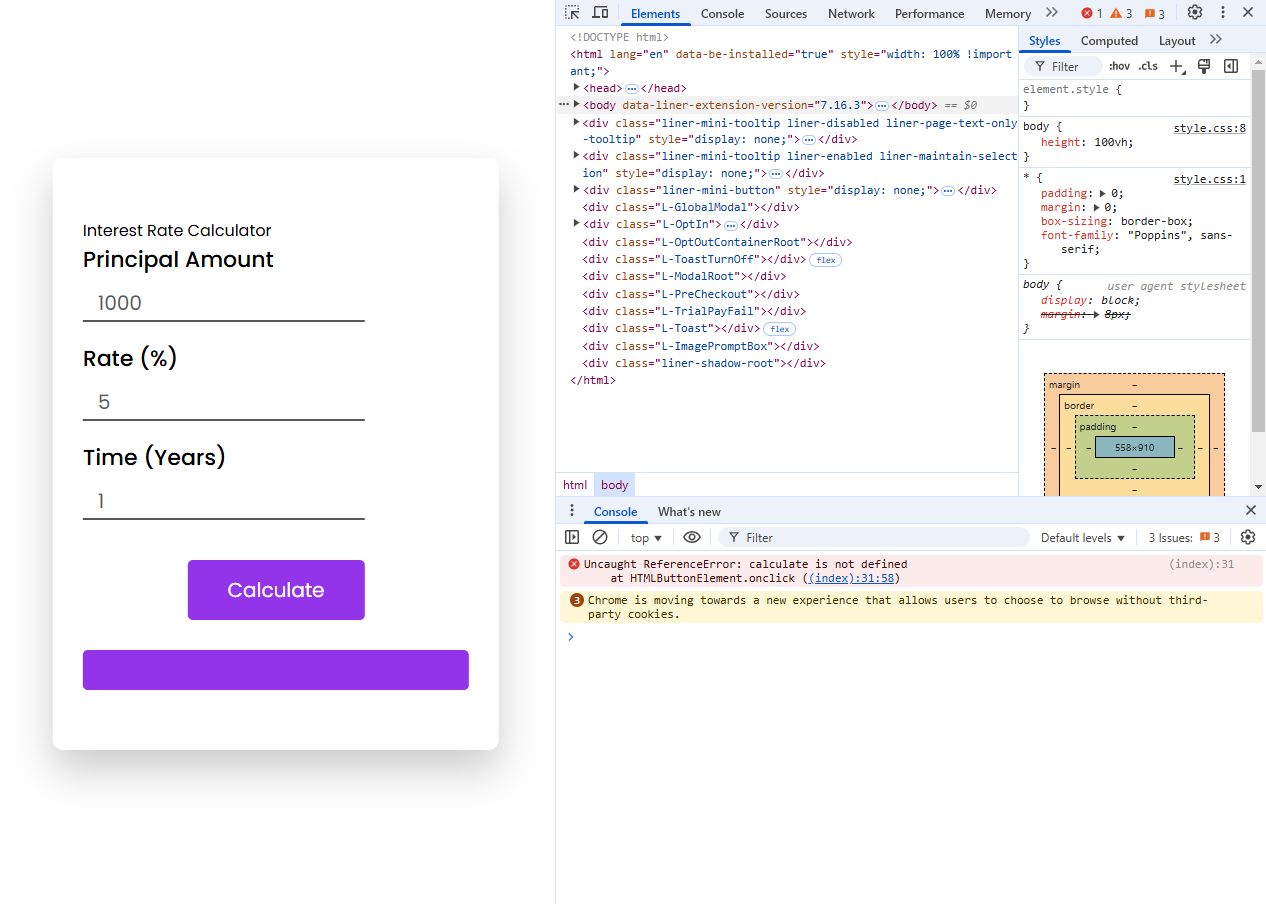 Interest Rate Calculator
Principal Amount
1000
Rate (%)
5
Time (Years)
1
Calculate
Elements Console Sources Network Performance Memory 1 3 3
<!DOCTYPE html>
<html lang="en" data-be-installed="true" style="width: 100% !import
ant;">
<head> … </head>
… <body data-liner-extension-version="7.16.3"> … </body> == $0
<div class="liner-mini-tooltip liner-disabled liner-page-text-only
-tooltip" style="display: none;"> … </div>
<div class="liner-mini-tooltip liner-enabled liner-maintain-select
ion" style="display: none;"> … </div>
<div class="liner-mini-button" style="display: none;"> … </div>
<div class="L-GlobalModal"></div>
<div class="L-OptIn"> … </div>
<div class="L-OptOutContainerRoot"></div>
<div class="L-ToastTurnOff"></div> flex
<div class="L-ModalRoot"></div>
<div class="L-PreCheckout"></div>
<div class="L-TrialPayFail"></div>
<div class="L-Toast"></div> flex
<div class="L-ImagePromptBox"></div>
<div class="liner-shadow-root"></div>
</html>
html body
Styles Computed Layout
Filter :hov .cls
element.style {
}
body { style.css:8
height: 100vh;
}
* { style.css:1
padding: 0;
margin: 0;
box-sizing: border-box;
font-family: "Poppins", sans-
serif;
}
body { user agent stylesheet
display: block;
margin: 8px;
}
margin –
border –
padding –
– – – 558×910 – – –
–
–
Console What's new
top Filter Default levels 3 Issues: 3
Uncaught ReferenceError: calculate is not defined (index):31
at HTMLButtonElement.onclick ((index):31:58)
3 Chrome is moving towards a new experience that allows users to choose to browse without third-
party cookies.